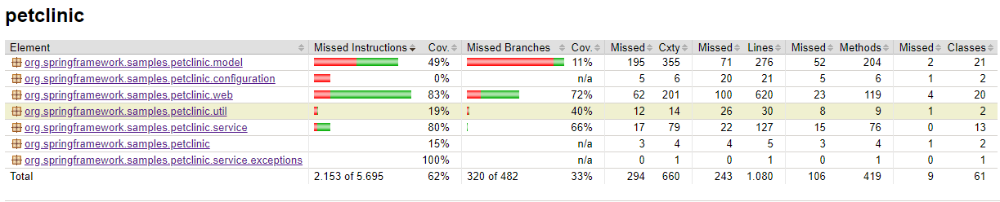 petclinic
Element Missed Instructions Cov. Missed Branches Cov. Missed Cxty Missed Lines Missed Methods Missed Classes
org.springframework.samples.petclinic.model 49% 11% 195 355 71 276 52 204 2 21
org.springframework.samples.petclinic.configuration 0% n/a 5 6 20 21 5 6 1 2
org.springframework.samples.petclinic.web 83% 72% 62 201 100 620 23 119 4 20
org.springframework.samples.petclinic.util 19% 40% 12 14 26 30 8 9 1 2
org.springframework.samples.petclinic.service 80% 66% 17 79 22 127 15 76 0 13
org.springframework.samples.petclinic 15% n/a 3 4 4 5 3 4 1 2
org.springframework.samples.petclinic.service.exceptions 100% n/a 0 1 0 1 0 1 0 1
Total 2.153 of 5.695 62% 320 of 482 33% 294 660 243 1.080 106 419 9 61